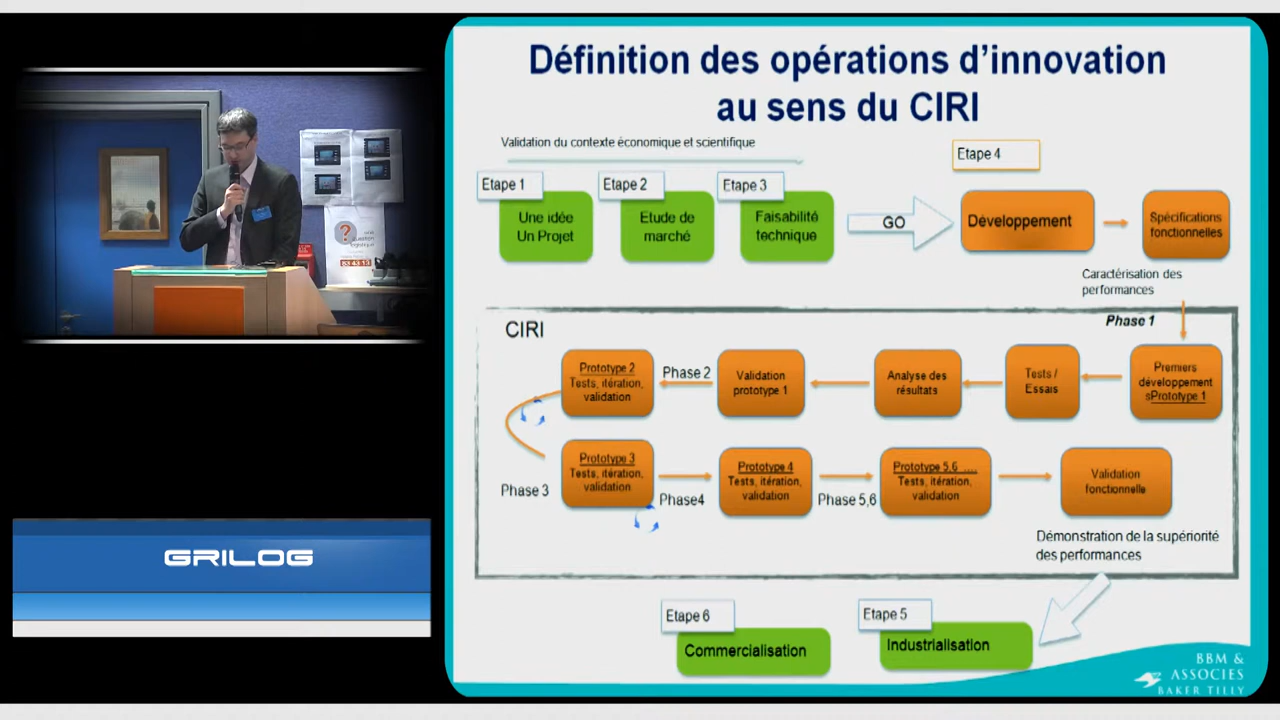 Définition des opérations d'innovation
au sens du CIRI
Validation du contexte économique et scientifique
Etape 1
Une idée
Un Projet
Etape 2
Etude de
marché
Etape 3
Faisabilité
technique
GO
Etape 4
Développement
Spécifications
fonctionnelles
Caractérisation des
performances
CIRI
Phase 1
Premiers
développement
sPrototype 1
Tests /
Essais
Analyse des
résultats
Validation
prototype 1
Phase 2
Prototype 2
Tests, itération,
validation
Phase 3
Prototype 3
Tests, itération,
validation
Phase4
Prototype 4
Tests, itération,
validation
Phase 5,6
Prototype 5,6 ....
Tests, itération,
validation
Validation
fonctionnelle
Démonstration de la supériorité
des performances
Etape 5
Industrialisation
Etape 6
Commercialisation
BBM &
ASSOCIES
BAKER TILLY
GRILOG
question